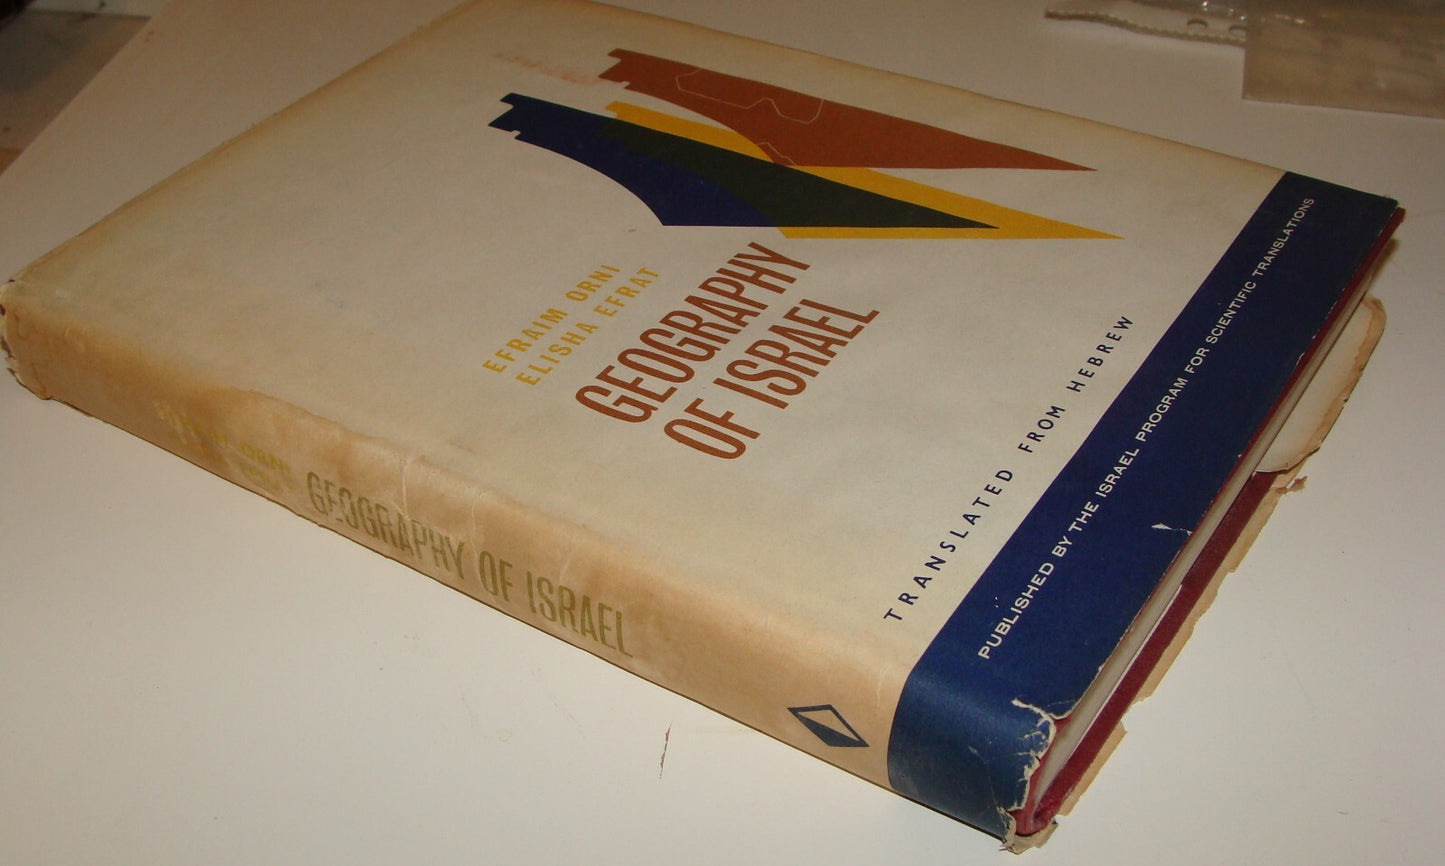 EFRAIM ORNI
ELISHA EFRAT
GEOGRAPHY
OF ISRAEL
TRANSLATED FROM HEBREW
PUBLISHED BY THE ISRAEL PROGRAM FOR SCIENTIFIC TRANSLATIONS
ORNI
GEOGRAPHY OF ISRAEL